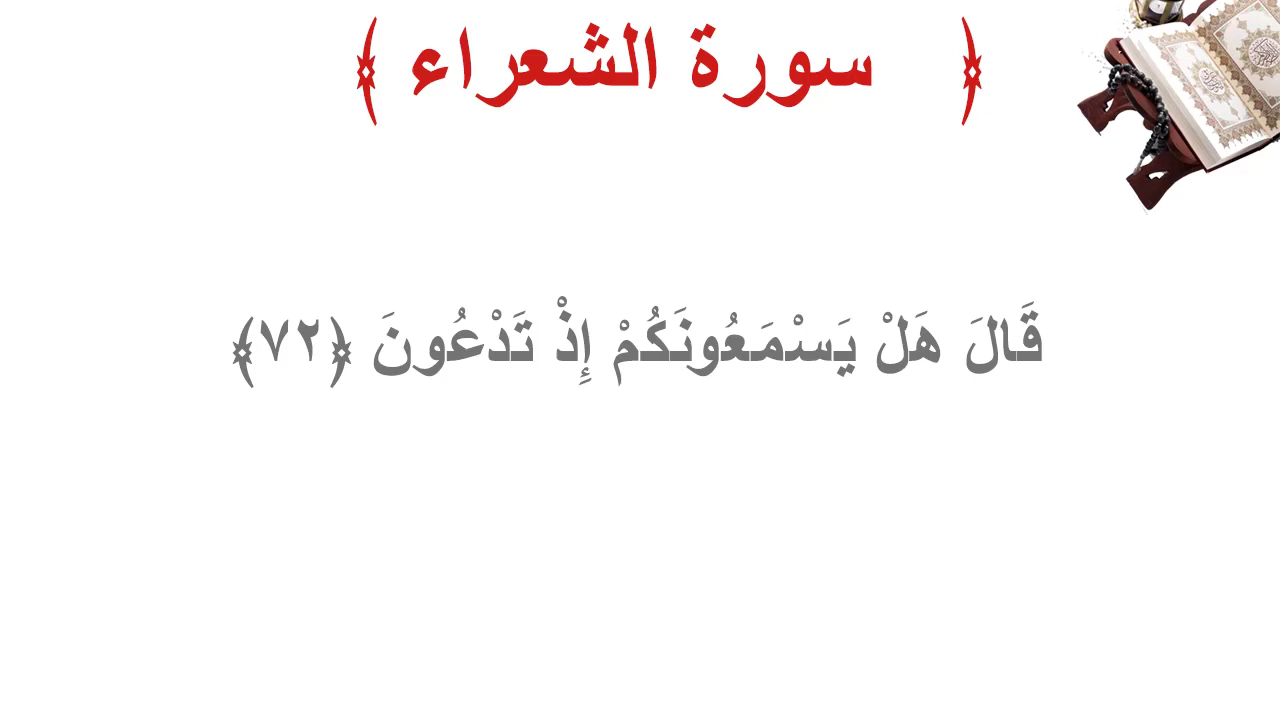 ﴿ سورة الشعراء ﴾
قَالَ هَلْ يَسْمَعُونَكُمْ إِذْ تَدْعُونَ ﴿٧٢﴾